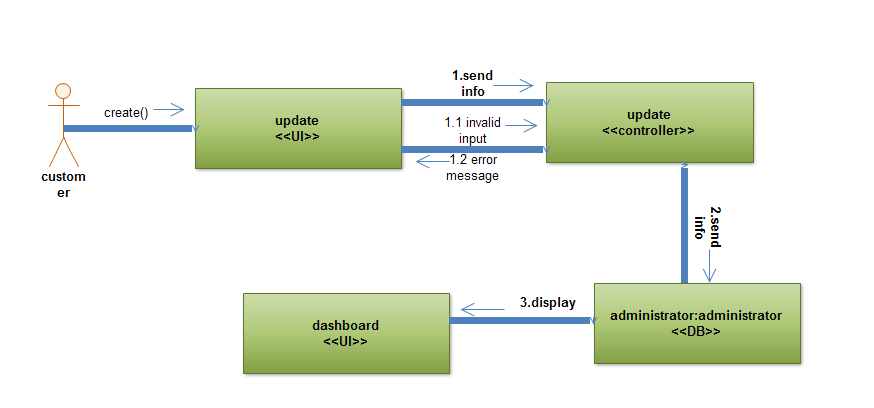 custom
er
create()
update
<<UI>>
1.send
info
1.1 invalid
input
1.2 error
message
update
<<controller>>
2.send
info
administrator:administrator
<<DB>>
3.display
dashboard
<<UI>>